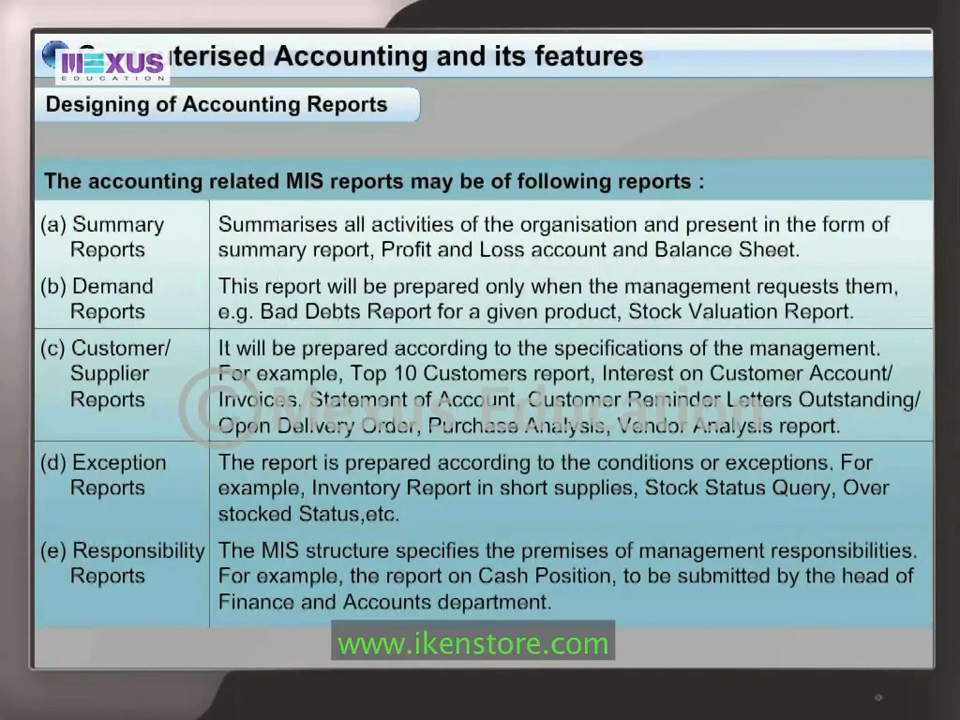 Computerised Accounting and its features
MEXUS
EDUCATION
Designing of Accounting Reports
The accounting related MIS reports may be of following reports :
(a) Summary Reports
Summarises all activities of the organisation and present in the form of
summary report, Profit and Loss account and Balance Sheet.
(b) Demand Reports
This report will be prepared only when the management requests them,
e.g. Bad Debts Report for a given product, Stock Valuation Report.
(c) Customer/
Supplier
Reports
It will be prepared according to the specifications of the management.
For example, Top 10 Customers report, Interest on Customer Account/
Invoices, Statement of Account, Customer Reminder Letters Outstanding/
Open Delivery Order, Purchase Analysis, Vendor Analysis report.
© Mexus Education
(d) Exception
Reports
The report is prepared according to the conditions or exceptions. For
example, Inventory Report in short supplies, Stock Status Query, Over
stocked Status,etc.
(e) Responsibility
Reports
The MIS structure specifies the premises of management responsibilities.
For example, the report on Cash Position, to be submitted by the head of
Finance and Accounts department.
www.ikenstore.com